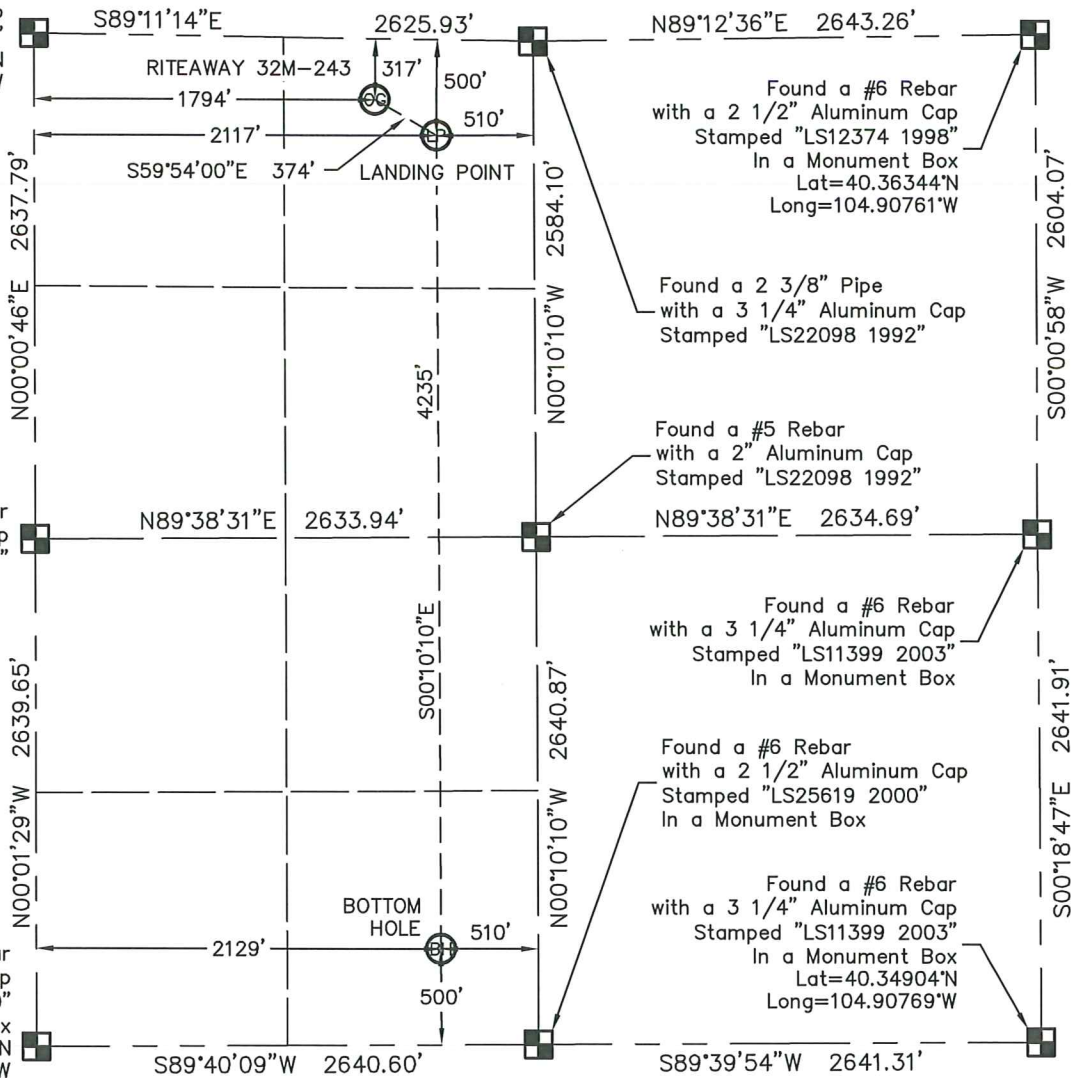 S89°11'14"E 2625.93'
N89°12'36"E 2643.26'
RITEAWAY 32M-243
317'
500'
1794'
510'
2117'
S59°54'00"E 374'
LANDING POINT
Found a #6 Rebar
with a 2 1/2" Aluminum Cap
Stamped "LS12374 1998"
In a Monument Box
Lat=40.36344°N
Long=104.90761°W
N00°00'46"E 2637.79'
N00°10'10"W 2584.10'
S00°00'58"W 2604.07'
Found a 2 3/8" Pipe
with a 3 1/4" Aluminum Cap
Stamped "LS22098 1992"
4235'
S00°10'10"E
Found a #5 Rebar
with a 2" Aluminum Cap
Stamped "LS22098 1992"
N89°38'31"E 2633.94'
N89°38'31"E 2634.69'
Found a #6 Rebar
with a 3 1/4" Aluminum Cap
Stamped "LS11399 2003"
In a Monument Box
N00°01'29"W 2639.65'
N00°10'10"W 2640.87'
S00°18'47"E 2641.91'
Found a #6 Rebar
with a 2 1/2" Aluminum Cap
Stamped "LS25619 2000"
In a Monument Box
BOTTOM
HOLE
510'
2129'
BH
500'
Found a #6 Rebar
with a 3 1/4" Aluminum Cap
Stamped "LS11399 2003"
In a Monument Box
Lat=40.34904°N
Long=104.90769°W
S89°40'09"W 2640.60'
S89°39'54"W 2641.31'